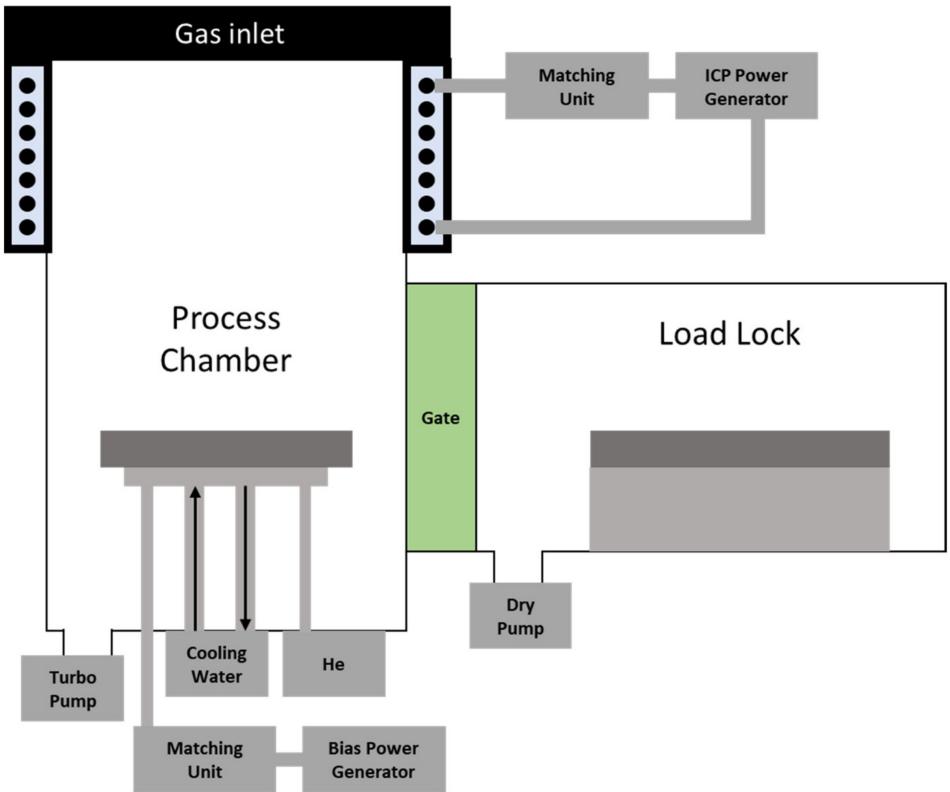 Gas inlet
Matching
Unit
ICP Power
Generator
Process
Chamber
Load Lock
Gate
Dry
Pump
Turbo
Pump
Cooling
Water
He
Matching
Unit
Bias Power
Generator